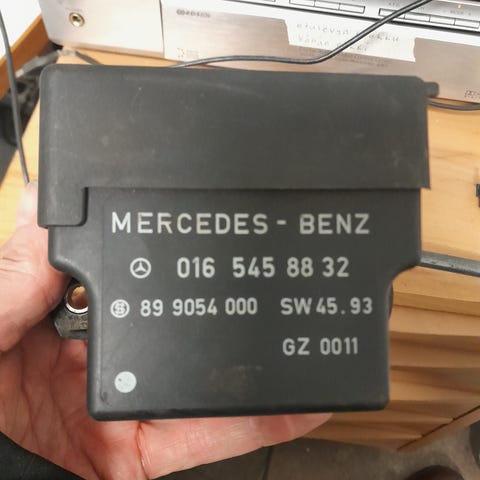 MERCEDES - BENZ
016 545 88 32
89 9054 000 SW 45.93
GZ 0011